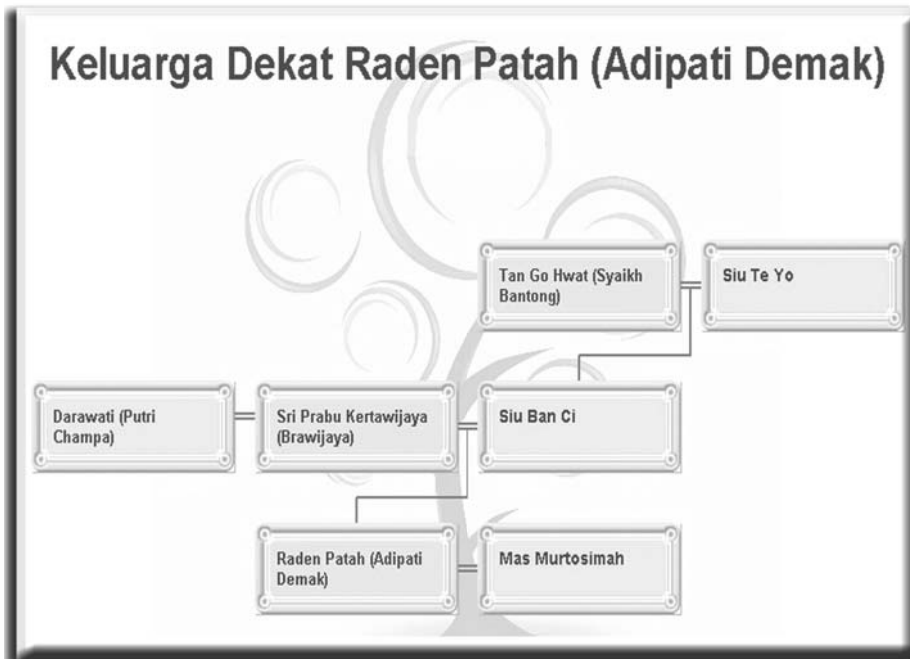 Keluarga Dekat Raden Patah (Adipati Demak)
Tan Go Hwat (Syaikh
Bantong)
Siu Te Yo
Darawati (Putri
Champa)
Sri Prabu Kertawijaya
(Brawijaya)
Siu Ban Ci
Raden Patah (Adipati
Demak)
Mas Murtosimah